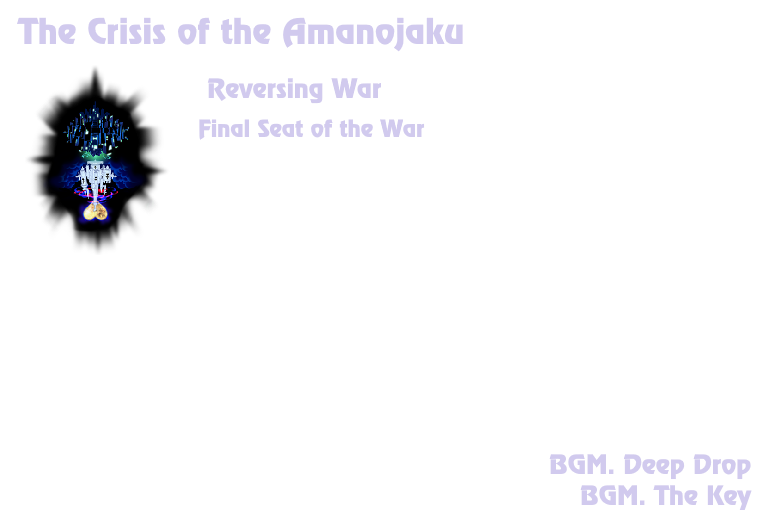 The Crisis of the Amanojaku
Reversing War
Final Seat of the War
BGM. Deep Drop
BGM. The Key